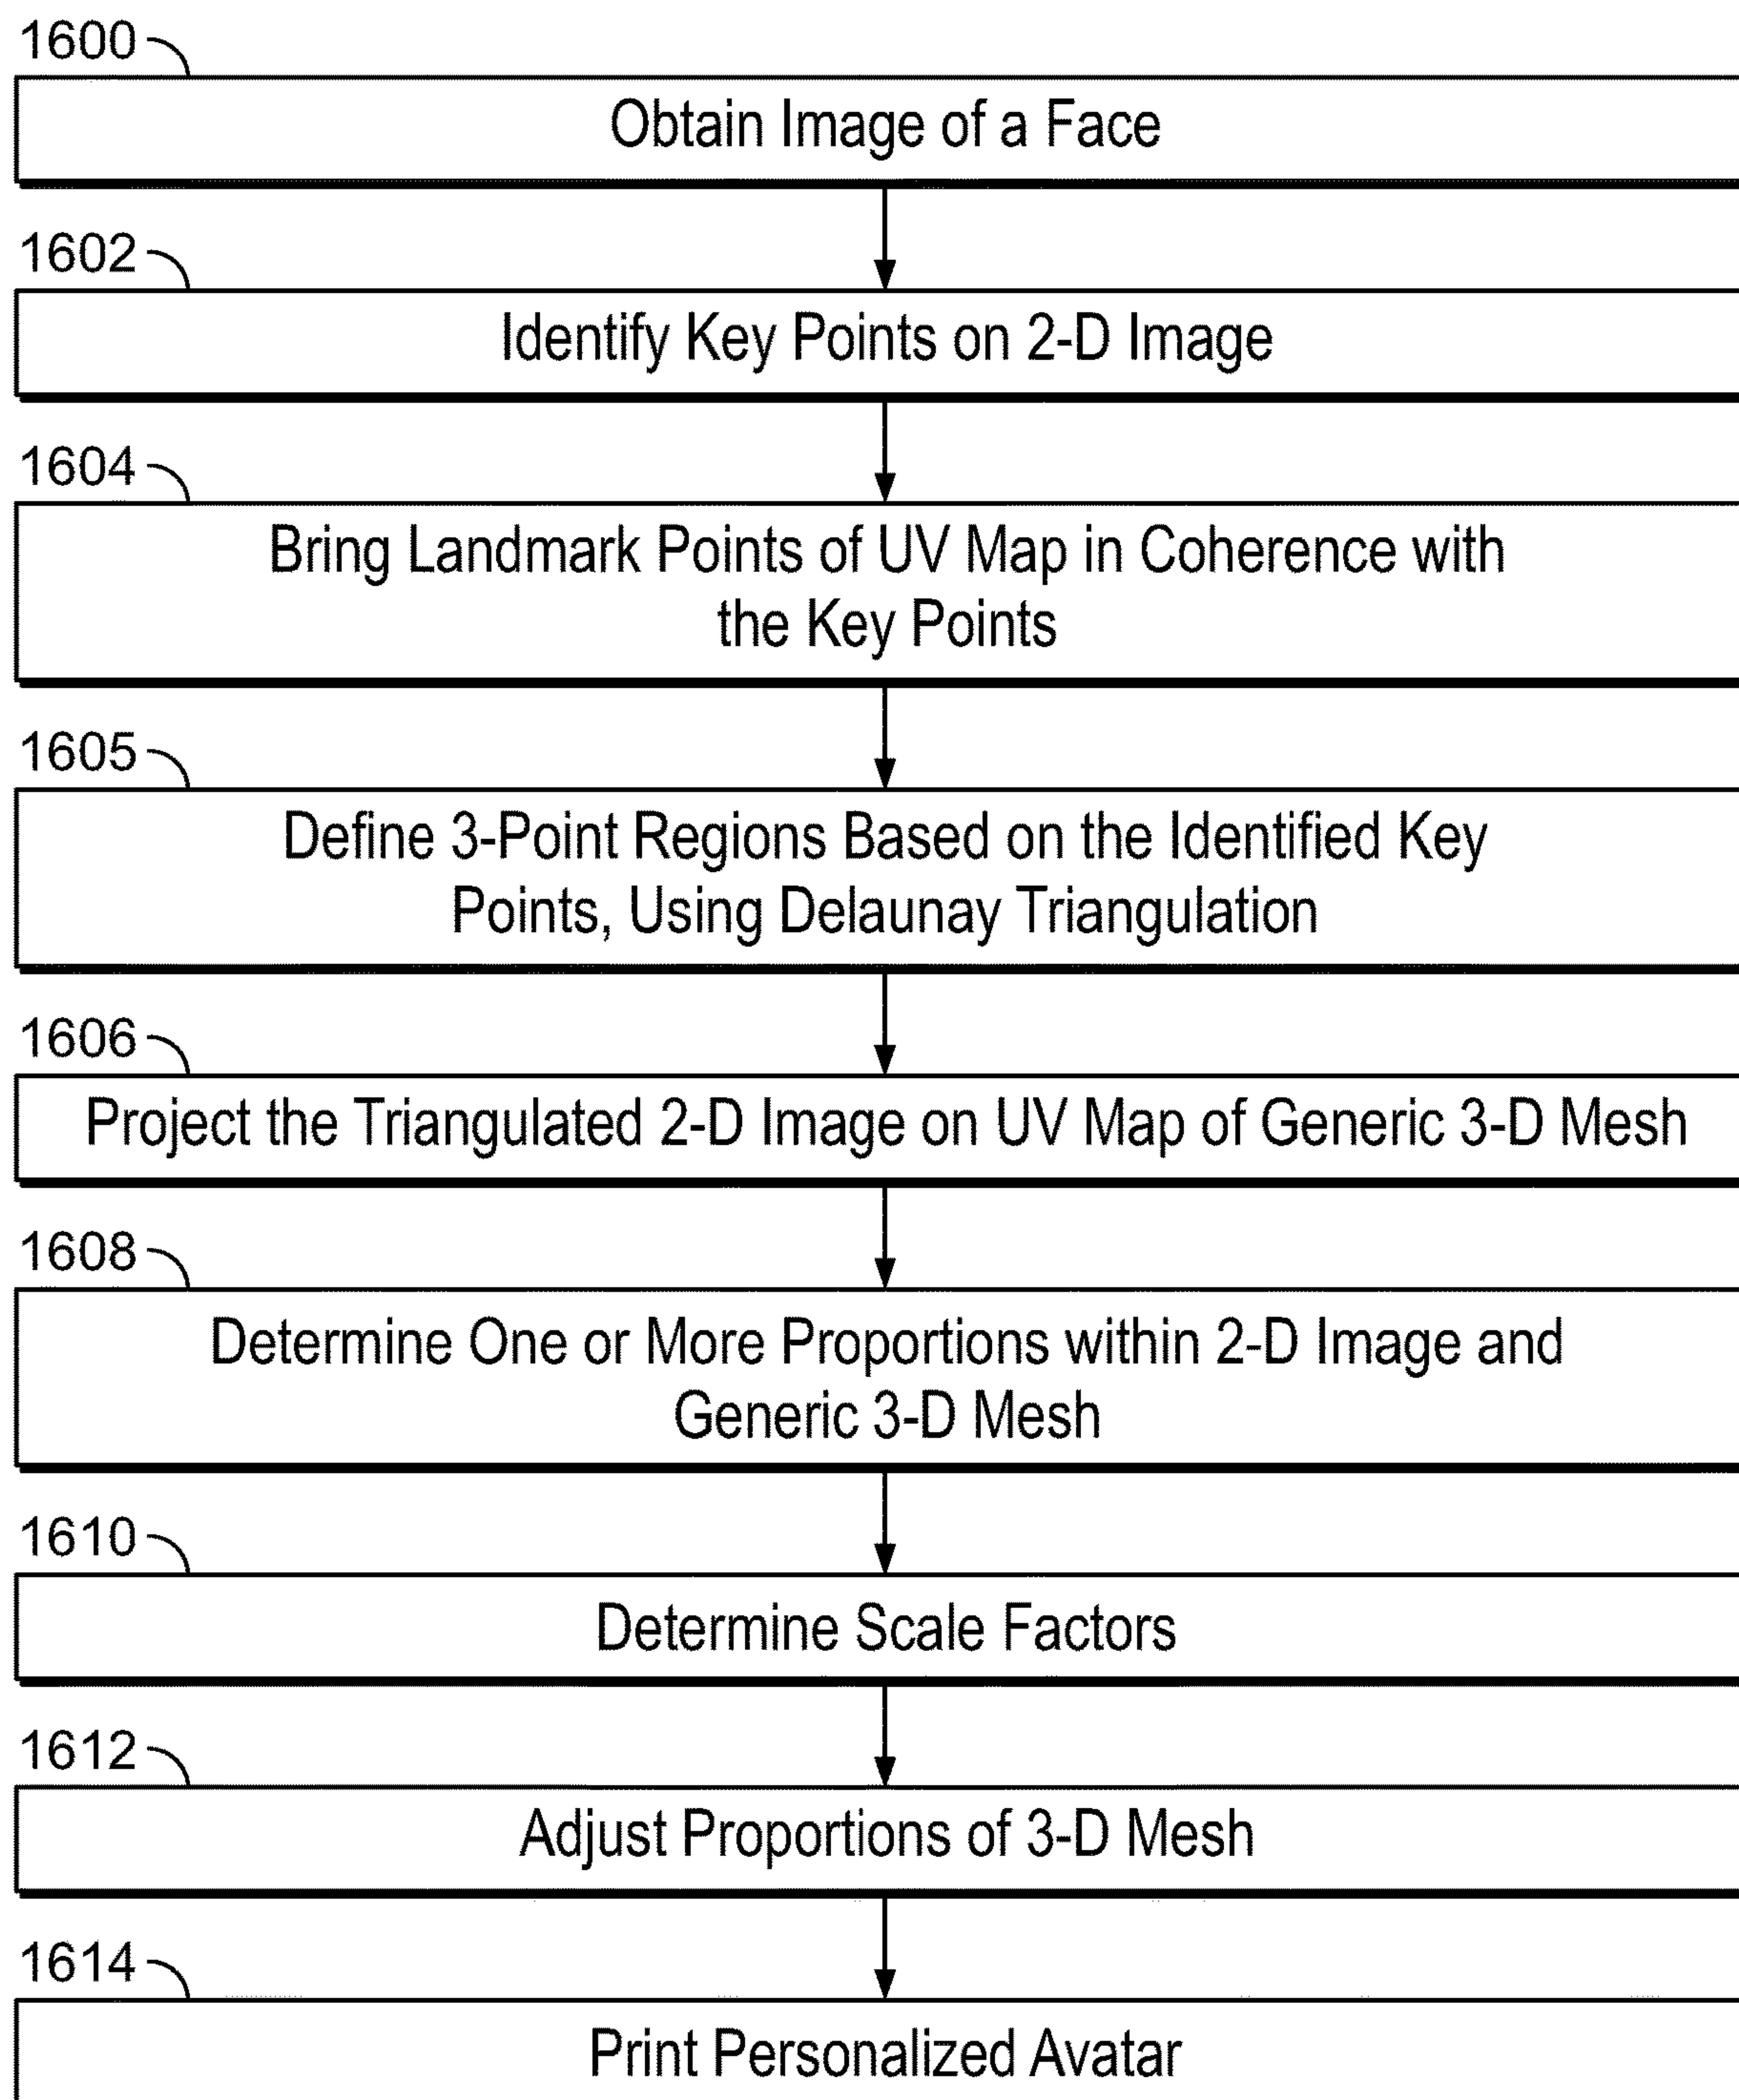 1600
Obtain Image of a Face
1602
Identify Key Points on 2-D Image
1604
Bring Landmark Points of UV Map in Coherence with
the Key Points
1605
Define 3-Point Regions Based on the Identified Key
Points, Using Delaunay Triangulation
1606
Project the Triangulated 2-D Image on UV Map of Generic 3-D Mesh
1608
Determine One or More Proportions within 2-D Image and
Generic 3-D Mesh
1610
Determine Scale Factors
1612
Adjust Proportions of 3-D Mesh
1614
Print Personalized Avatar